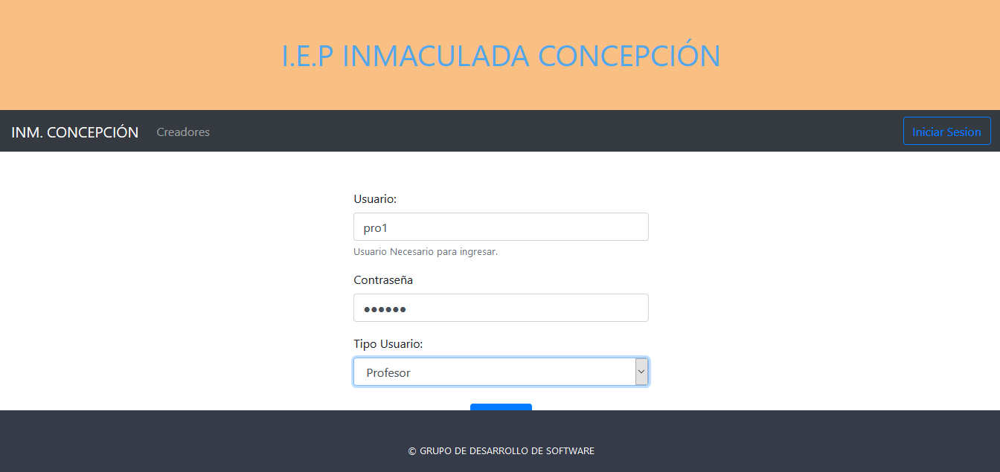 I.E.P INMACULADA CONCEPCIÓN
INM. CONCEPCIÓN Creadores Iniciar Sesion
Usuario:
pro1
Usuario Necesario para ingresar.
Contraseña
●●●●●●
Tipo Usuario:
Profesor
© GRUPO DE DESARROLLO DE SOFTWARE